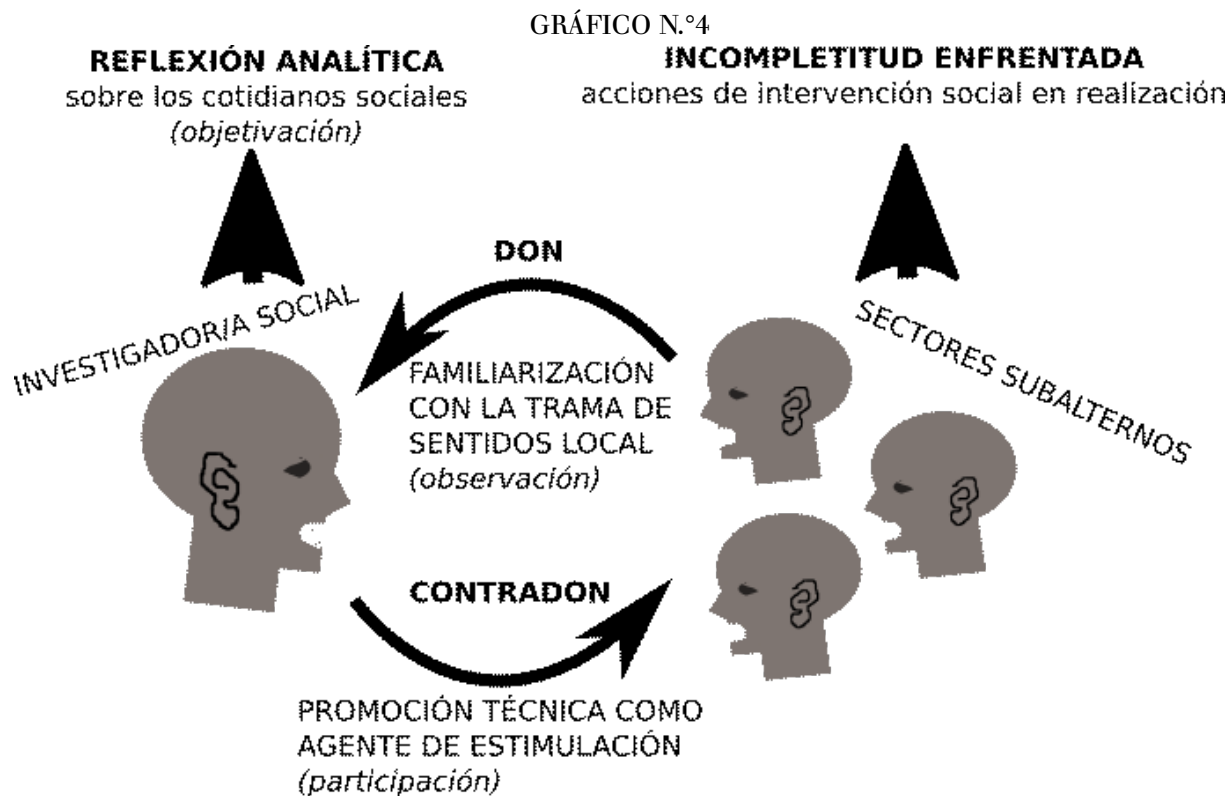 GRÁFICO N.°4
REFLEXIÓN ANALÍTICA
sobre los cotidianos sociales
(objetivación)
INCOMPLETITUD ENFRENTADA
acciones de intervención social en realización
INVESTIGADOR/A SOCIAL
DON
FAMILIARIZACIÓN
CON LA TRAMA DE
SENTIDOS LOCAL
(observación)
SECTORES SUBALTERNOS
CONTRADON
PROMOCIÓN TÉCNICA COMO
AGENTE DE ESTIMULACIÓN
(participación)